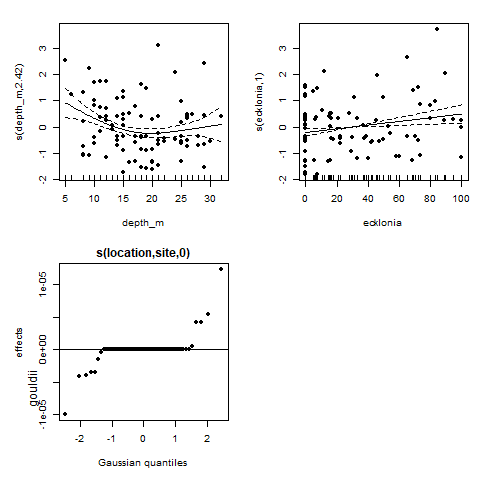 s(depth_m,2.42)
3
2
1
0
-1
-2
5 10 15 20 25 30
depth_m
s(ecklonia,1)
3
2
1
0
-1
-2
0 20 40 60 80 100
ecklonia
s(location,site,0)
effects
gouldii
1e-05
0e+00
-1e-05
-2 -1 0 1 2
Gaussian quantiles